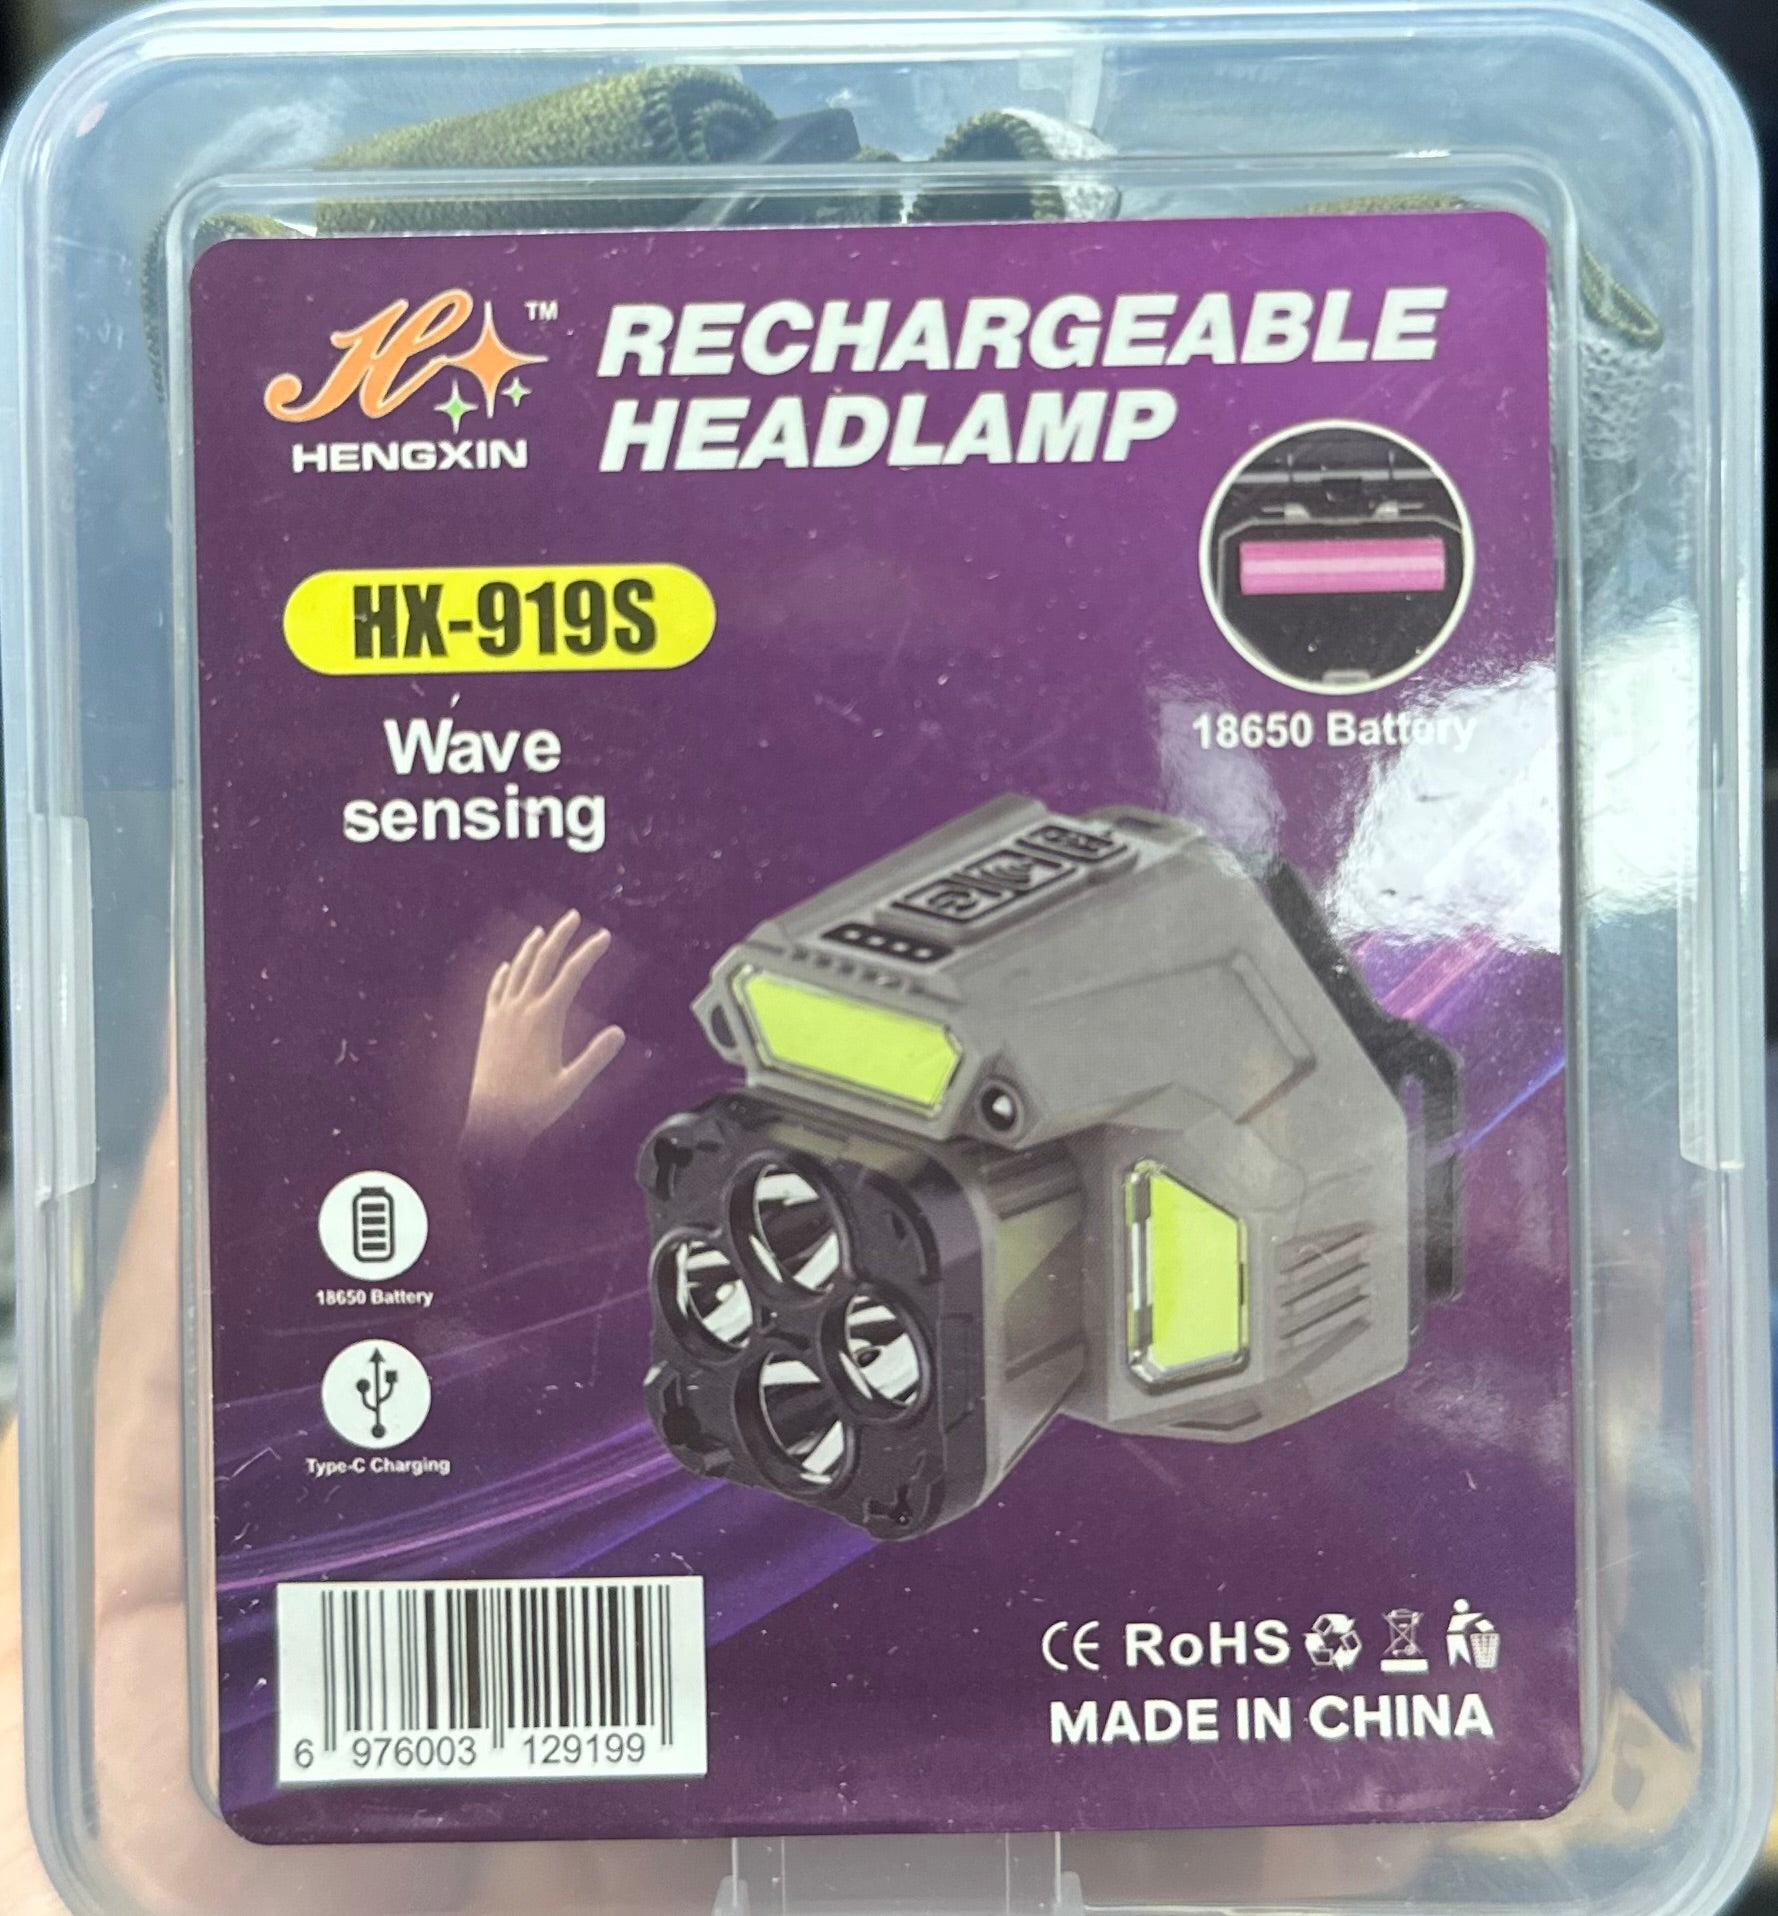 TM
HENGXIN
RECHARGEABLE
HEADLAMP
HX-919S
Wave
sensing
18650 Battery
18650 Battery
Type-C Charging
6 976003 129199
CE RoHS
MADE IN CHINA